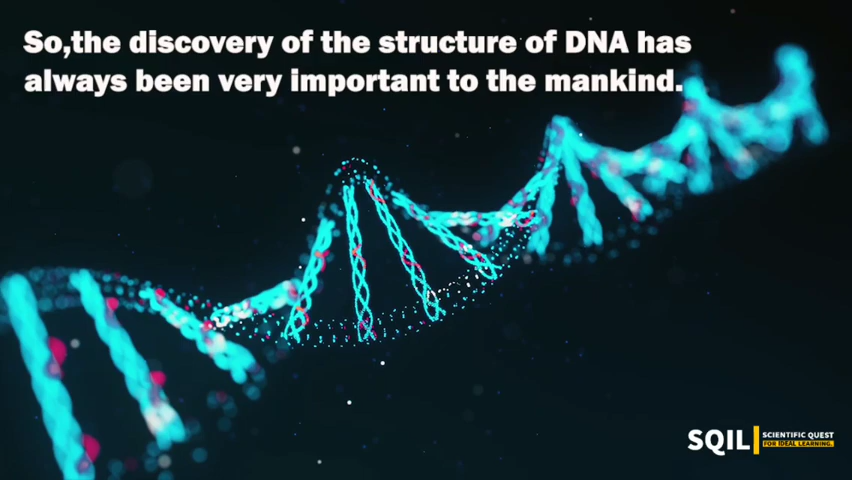 So,the discovery of the structure of DNA has
always been very important to the mankind.
SQIL
SCIENTIFIC QUEST
FOR IDEAL LEARNING.